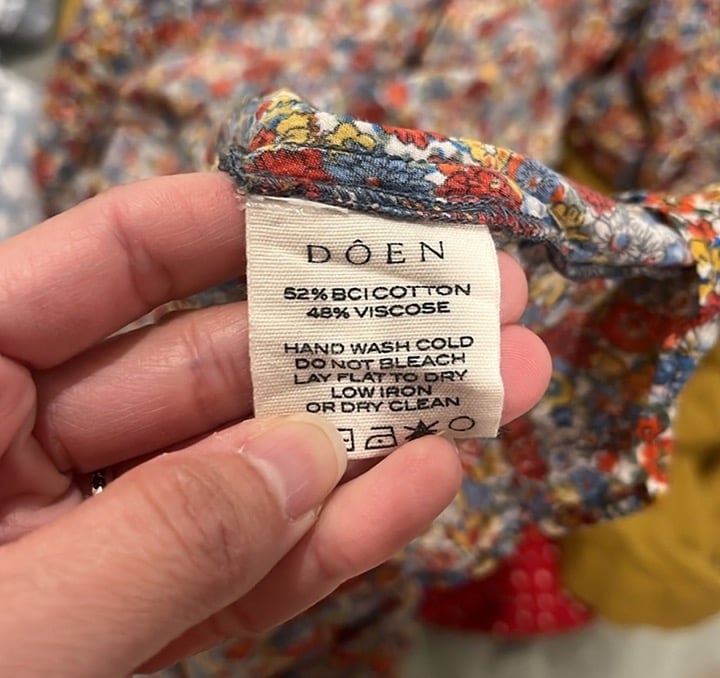 DÔEN
52% BCI COTTON
48% VISCOSE
HAND WASH COLD
DO NOT BLEACH
LAY FLAT TO DRY
LOW IRON
OR DRY CLEAN